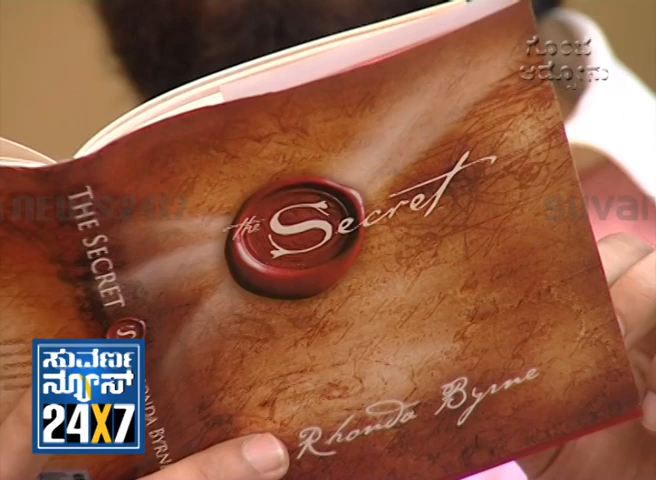 ಗೊಂಬೆ
the Secret
THE SECRET
Rhonda Byrne
ಸುವರ್ಣ
ನ್ಯೂಸ್
24X7